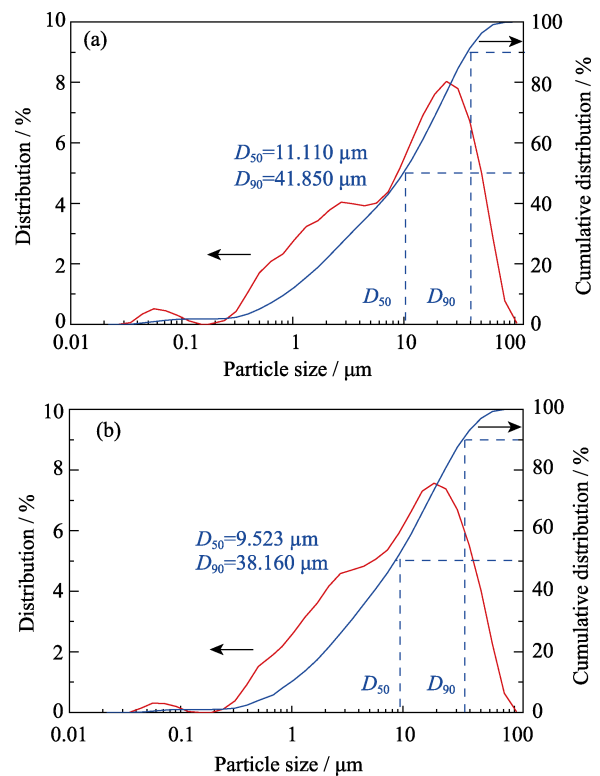 (a)
10
8
6
4
2
0
Distribution / %
D50=11.110 μm
D90=41.850 μm
D50
D90
100
80
60
40
20
0
Cumulative distribution / %
0.01 0.1 1 10 100
Particle size / μm
(b)
10
8
6
4
2
0
Distribution / %
D50=9.523 μm
D90=38.160 μm
D50
D90
100
80
60
40
20
0
Cumulative distribution / %
0.01 0.1 1 10 100
Particle size / μm